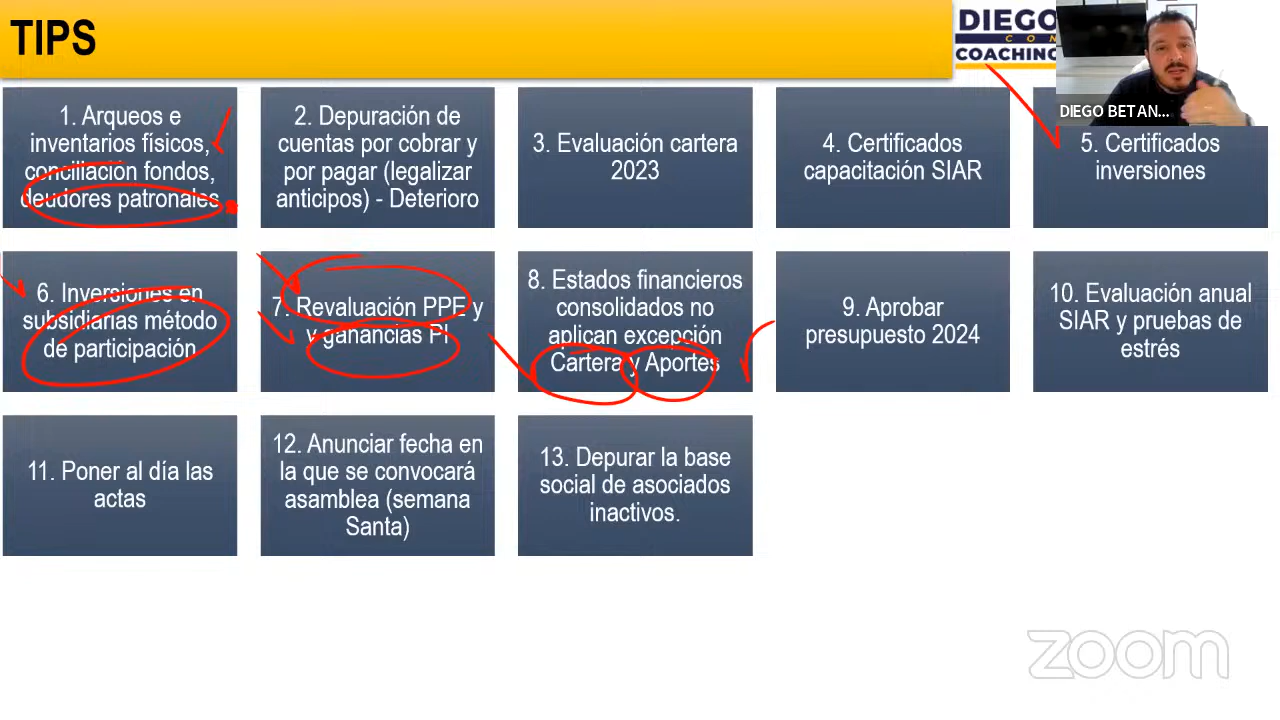 TIPS
DIEGO
CON
COACHING
DIEGO BETAN...
1. Arqueos e
inventarios físicos,
conciliación fondos,
deudores patronales
2. Depuración de
cuentas por cobrar y
por pagar (legalizar
anticipos) - Deterioro
3. Evaluación cartera
2023
4. Certificados
capacitación SIAR
5. Certificados
inversiones
6. Inversiones en
subsidiarias método
de participación
7. Revaluación PPE y
y ganancias PI
8. Estados financieros
consolidados no
aplican excepción
Cartera y Aportes
9. Aprobar
presupuesto 2024
10. Evaluación anual
SIAR y pruebas de
estrés
11. Poner al día las
actas
12. Anunciar fecha en
la que se convocará
asamblea (semana
Santa)
13. Depurar la base
social de asociados
inactivos.
zoom